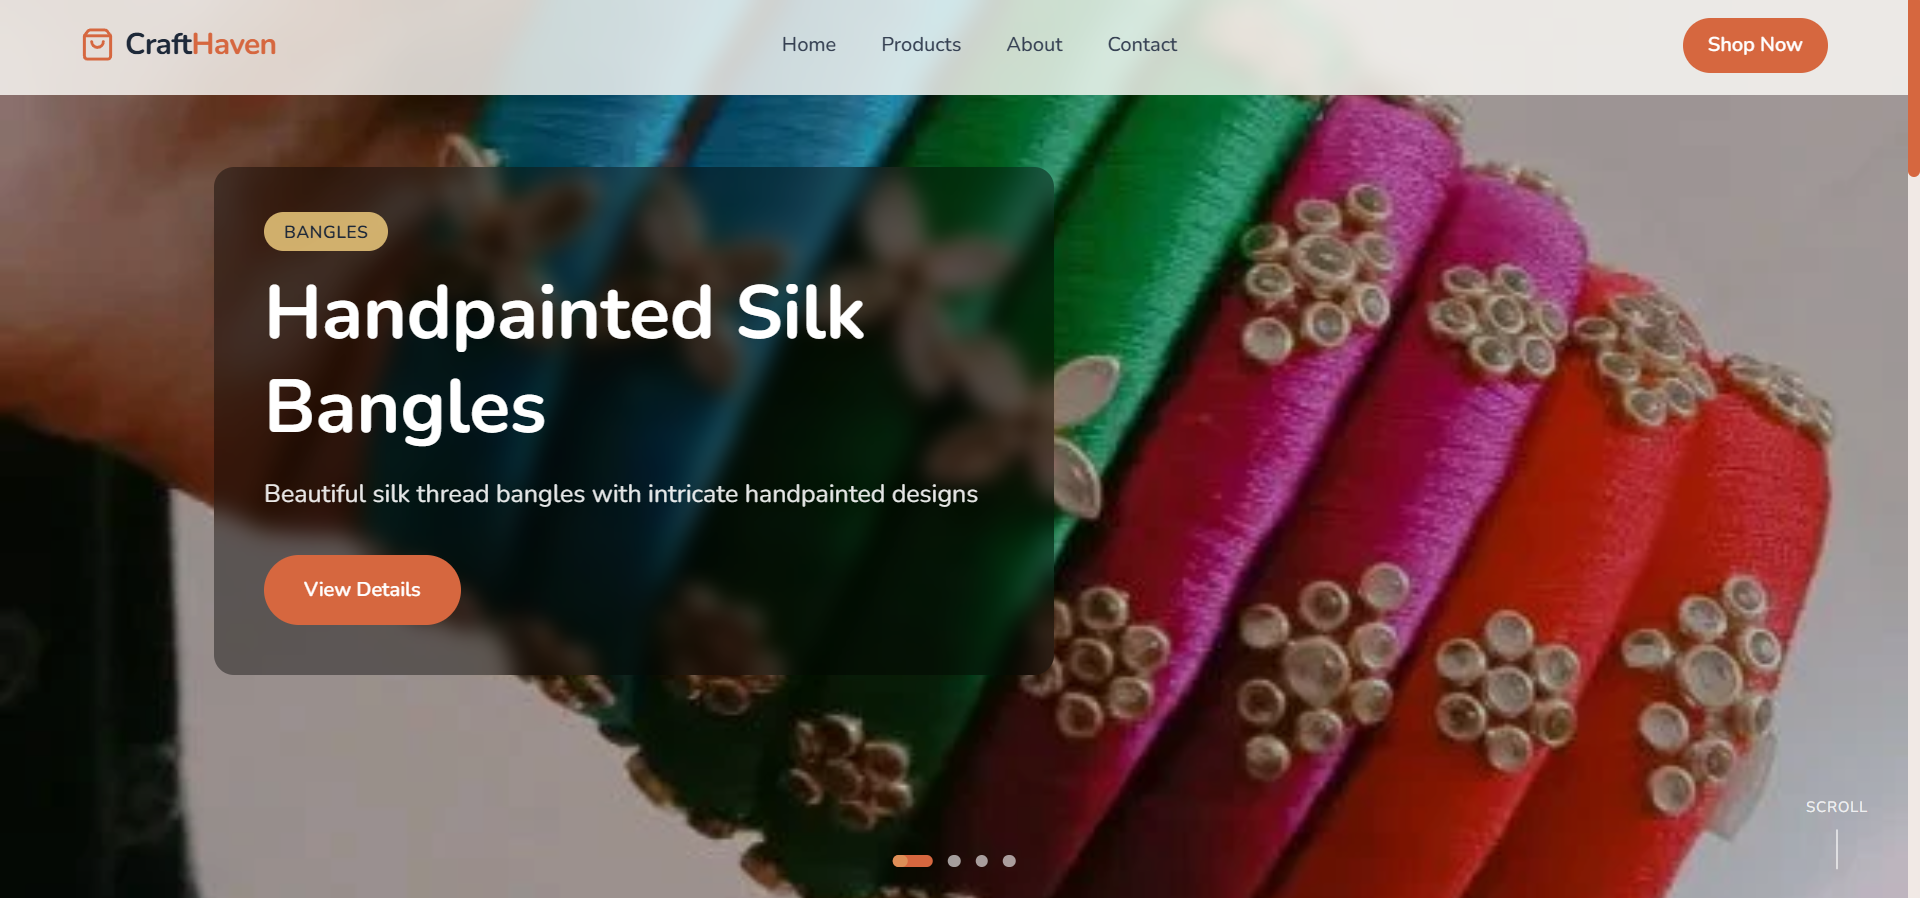 CraftHaven
Home
Products
About
Contact
Shop Now
BANGLES
Handpainted Silk
Bangles
Beautiful silk thread bangles with intricate handpainted designs
View Details
SCROLL